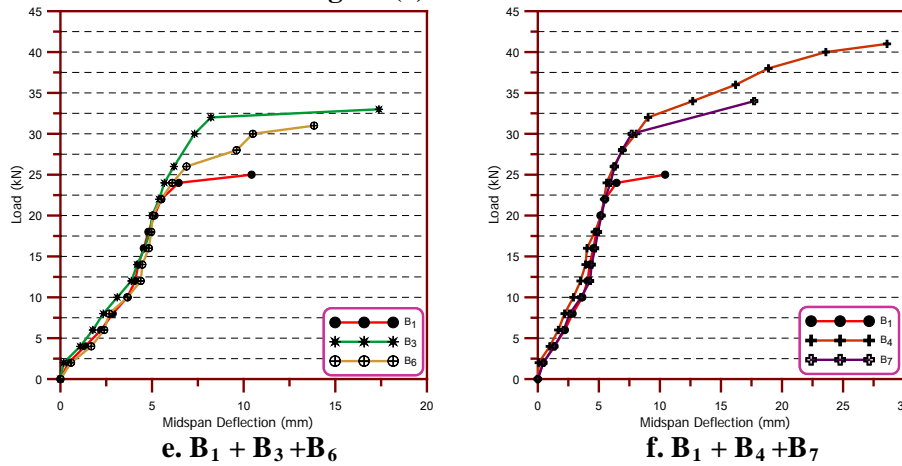 45
40
35
30
25
20
15
10
5
0
Load (kN)
0 5 10 15 20
Midspan Deflection (mm)
B1
B3
B6
e. B1 + B3 +B6
45
40
35
30
25
20
15
10
5
0
Load (kN)
0 5 10 15 20 25 3
Midspan Deflection (mm)
B1
B4
B7
f. B1 + B4 +B7